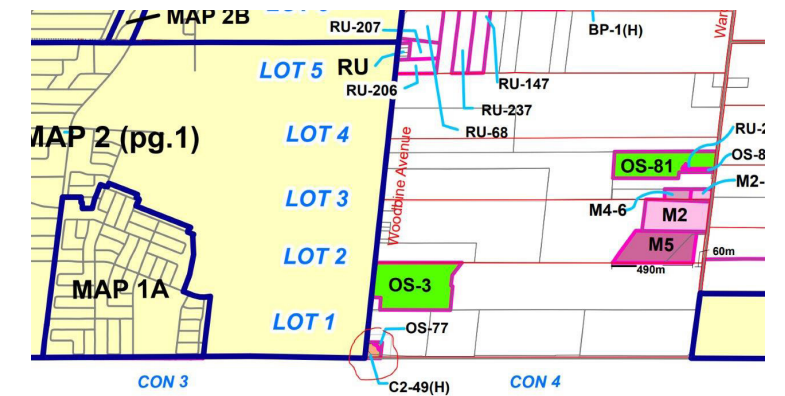 MAP 2B
RU-207
BP-1(H)
LOT 5
RU
RU-206
RU-147
RU-237
RU-68
LOT 4
MAP 2 (pg.1)
OS-81
M2-
LOT 3
M4-6
M2
Woodbine Avenue
M5
LOT 2
60m
490m
MAP 1A
OS-3
LOT 1
OS-77
CON 3
C2-49(H)
CON 4